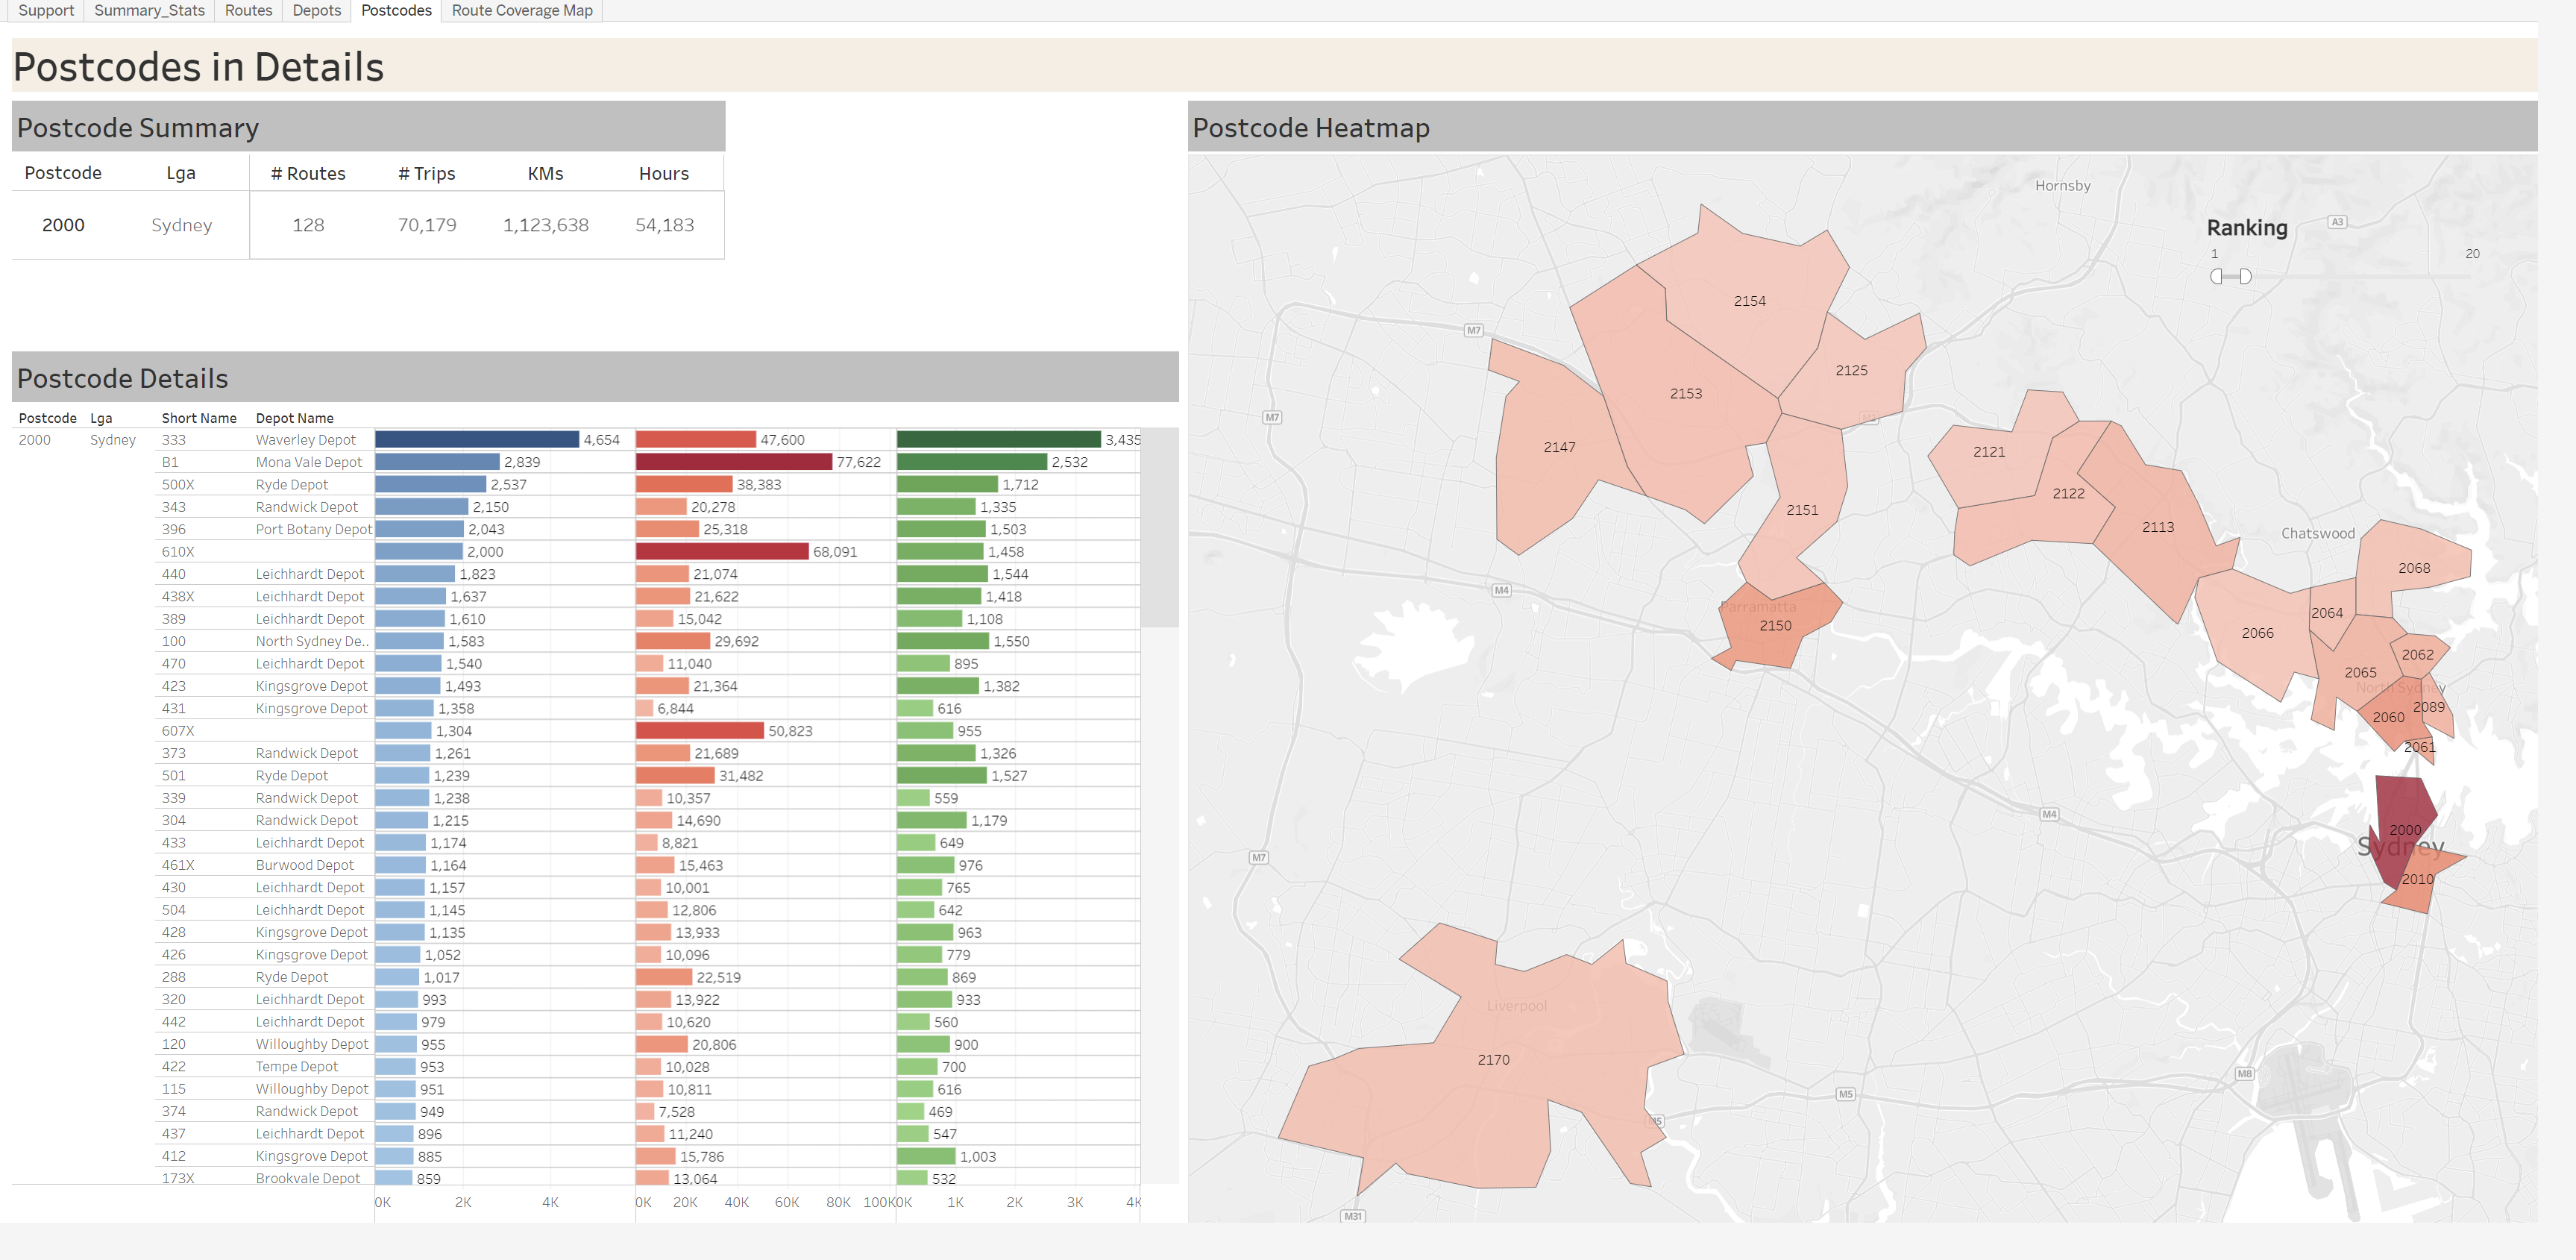 Support Summary_Stats Routes Depots Postcodes Route Coverage Map
Postcodes in Details
Postcode Summary
Postcode Lga # Routes # Trips KMs Hours
2000 Sydney 128 70,179 1,123,638 54,183
Postcode Details
Postcode Lga Short Name Depot Name
2000 Sydney 333 Waverley Depot 4,654 47,600 3,435
B1 Mona Vale Depot 2,839 77,622 2,532
500X Ryde Depot 2,537 38,383 1,712
343 Randwick Depot 2,150 20,278 1,335
396 Port Botany Depot 2,043 25,318 1,503
610X 2,000 68,091 1,458
440 Leichhardt Depot 1,823 21,074 1,544
438X Leichhardt Depot 1,637 21,622 1,418
389 Leichhardt Depot 1,610 15,042 1,108
100 North Sydney De.. 1,583 29,692 1,550
470 Leichhardt Depot 1,540 11,040 895
423 Kingsgrove Depot 1,493 21,364 1,382
431 Kingsgrove Depot 1,358 6,844 616
607X 1,304 50,823 955
373 Randwick Depot 1,261 21,689 1,326
501 Ryde Depot 1,239 31,482 1,527
339 Randwick Depot 1,238 10,357 559
304 Randwick Depot 1,215 14,690 1,179
433 Leichhardt Depot 1,174 8,821 649
461X Burwood Depot 1,164 15,463 976
430 Leichhardt Depot 1,157 10,001 765
504 Leichhardt Depot 1,145 12,806 642
428 Kingsgrove Depot 1,135 13,933 963
426 Kingsgrove Depot 1,052 10,096 779
288 Ryde Depot 1,017 22,519 869
320 Leichhardt Depot 993 13,922 933
442 Leichhardt Depot 979 10,620 560
120 Willoughby Depot 955 20,806 900
422 Tempe Depot 953 10,028 700
115 Willoughby Depot 951 10,811 616
374 Randwick Depot 949 7,528 469
437 Leichhardt Depot 896 11,240 547
412 Kingsgrove Depot 885 15,786 1,003
173X Brookvale Depot 859 13,064 532
0K 2K 4K 0K 20K 40K 60K 80K 100K 0K 1K 2K 3K 4K
Postcode Heatmap
Hornsby
Ranking
A3
1 20
2154
M7
2125
2153
M7
2147
2121
2122
2151
2113
Chatswood
2068
M4
Parramatta
2064
2150
2066
2062
2065
North Sydney
2089
2060
2061
M4
2000
Sydney
M7
2010
Liverpool
2170
M8
M5
M5
M31